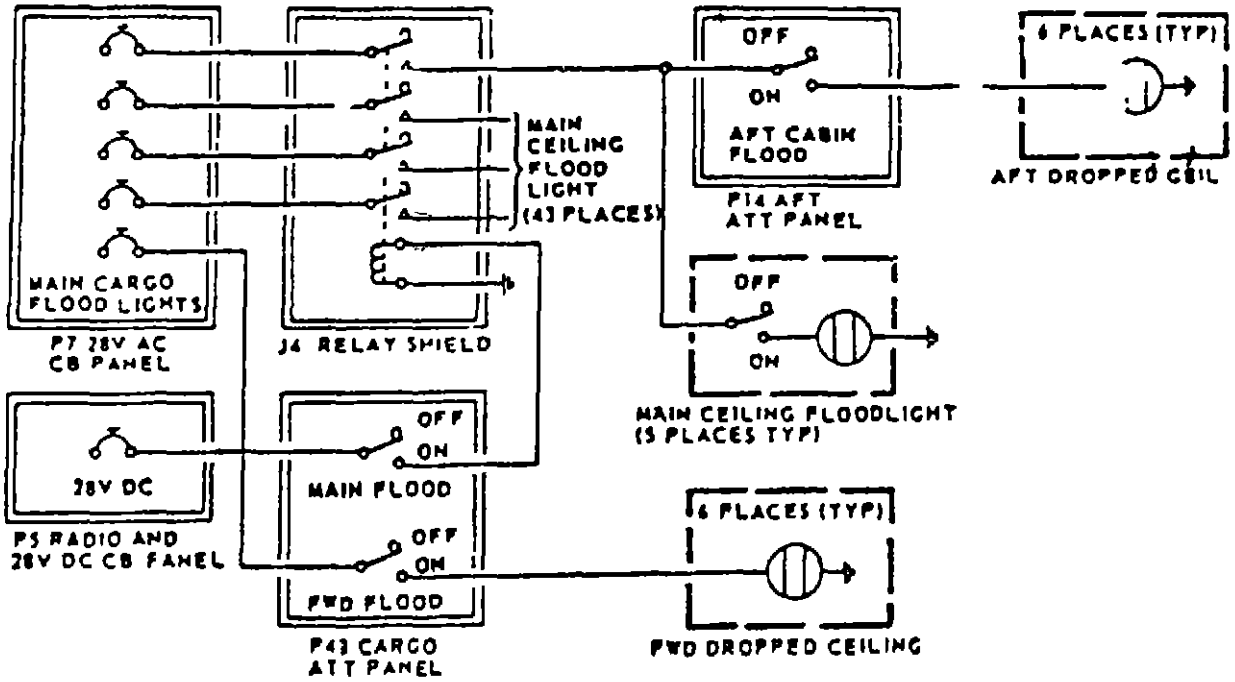 MAIN CARGO
FLOOD LIGHTS
P7 28V AC
CB PANEL
MAIN
CEILING
FLOOD
LIGHT
(43 PLACES)
J4 RELAY SHIELD
OFF
ON
AFT CABIN
FLOOD
P14 AFT
ATT PANEL
6 PLACES (TYP)
AFT DROPPED CEIL
OFF
ON
MAIN CEILING FLOODLIGHT
(5 PLACES TYP)
28V DC
P5 RADIO AND
28V DC CB PANEL
OFF
ON
MAIN FLOOD
OFF
ON
FWD FLOOD
P43 CARGO
ATT PANEL
6 PLACES (TYP)
FWD DROPPED CEILING